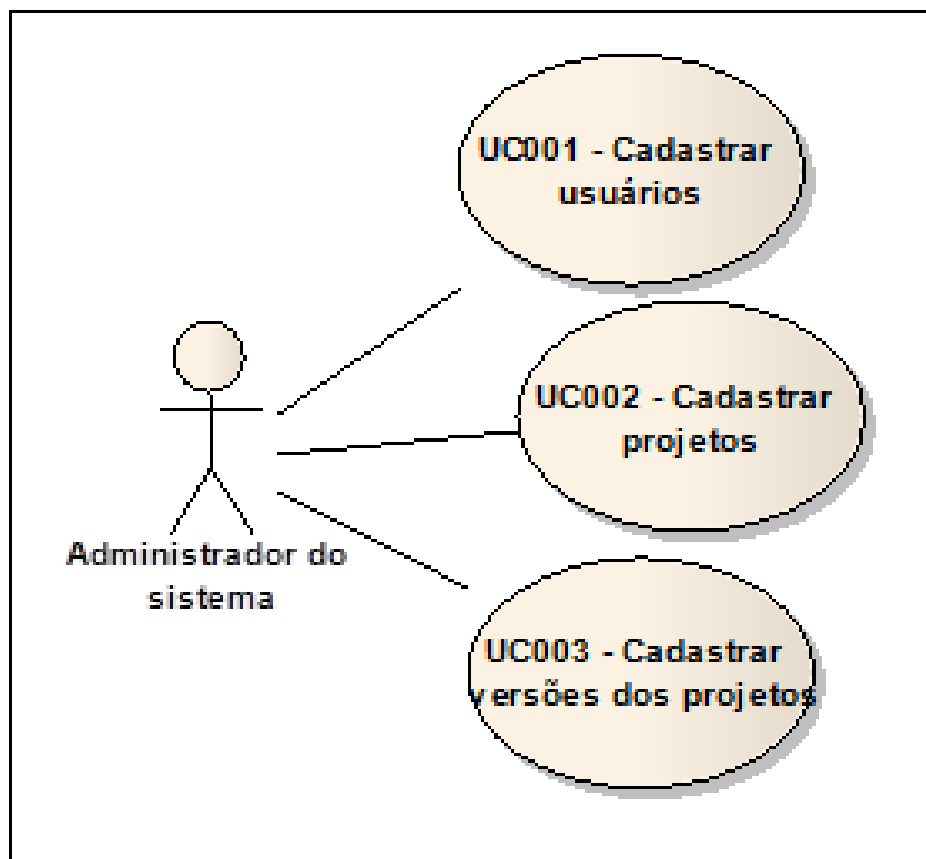 UC001 - Cadastrar
usuários
UC002 - Cadastrar
projetos
Administrador do
sistema
UC003 - Cadastrar
versões dos projetos